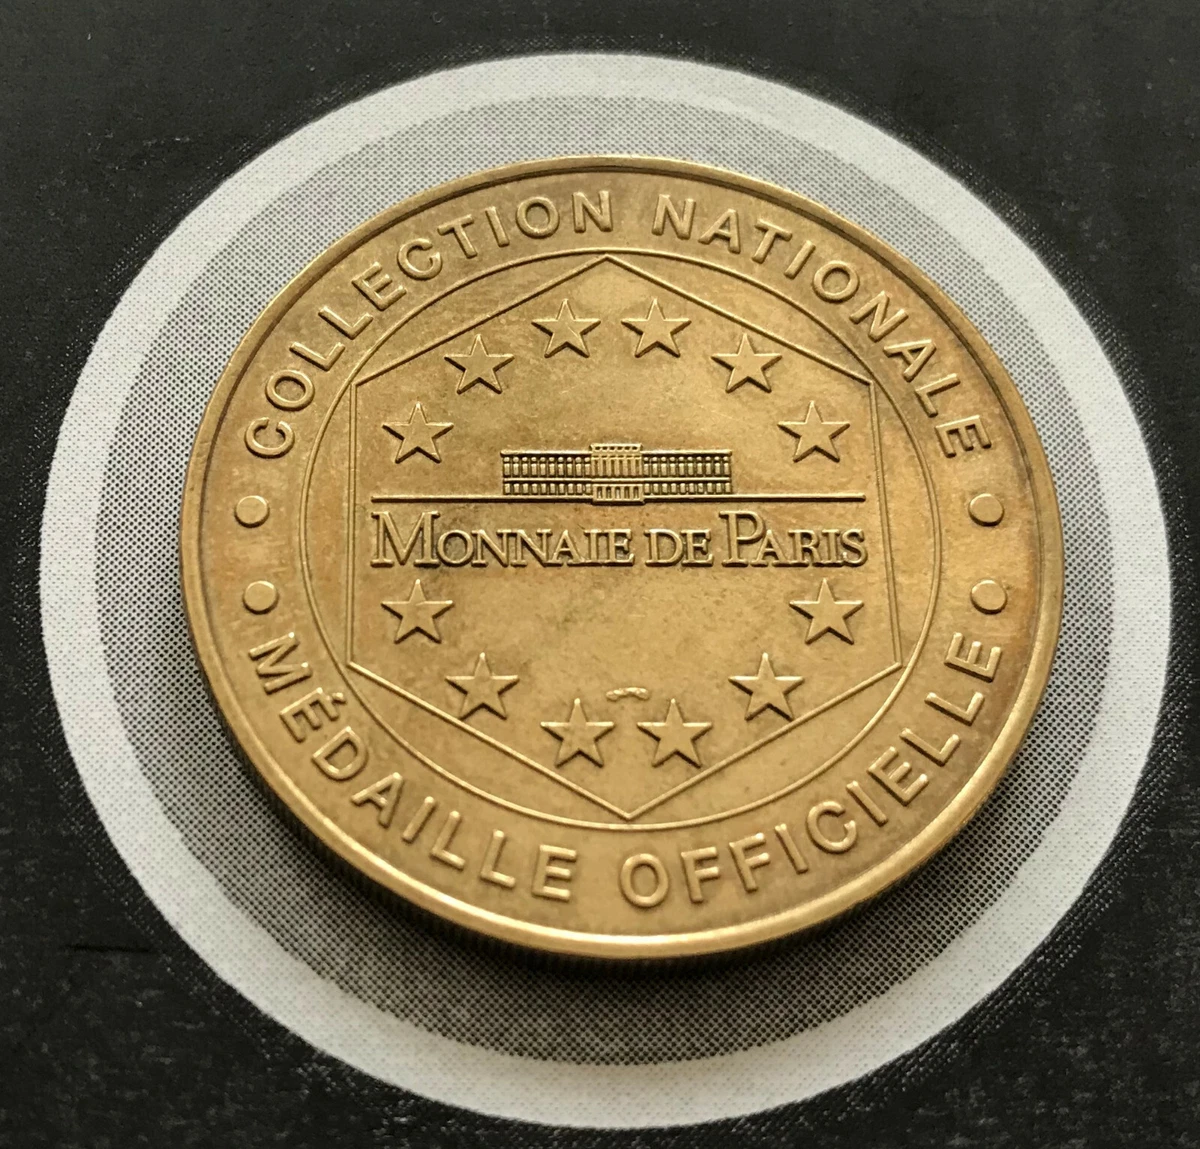 COLLECTION NATIONALE
MONNAIE DE PARIS
MÉDAILLE OFFICIELLE